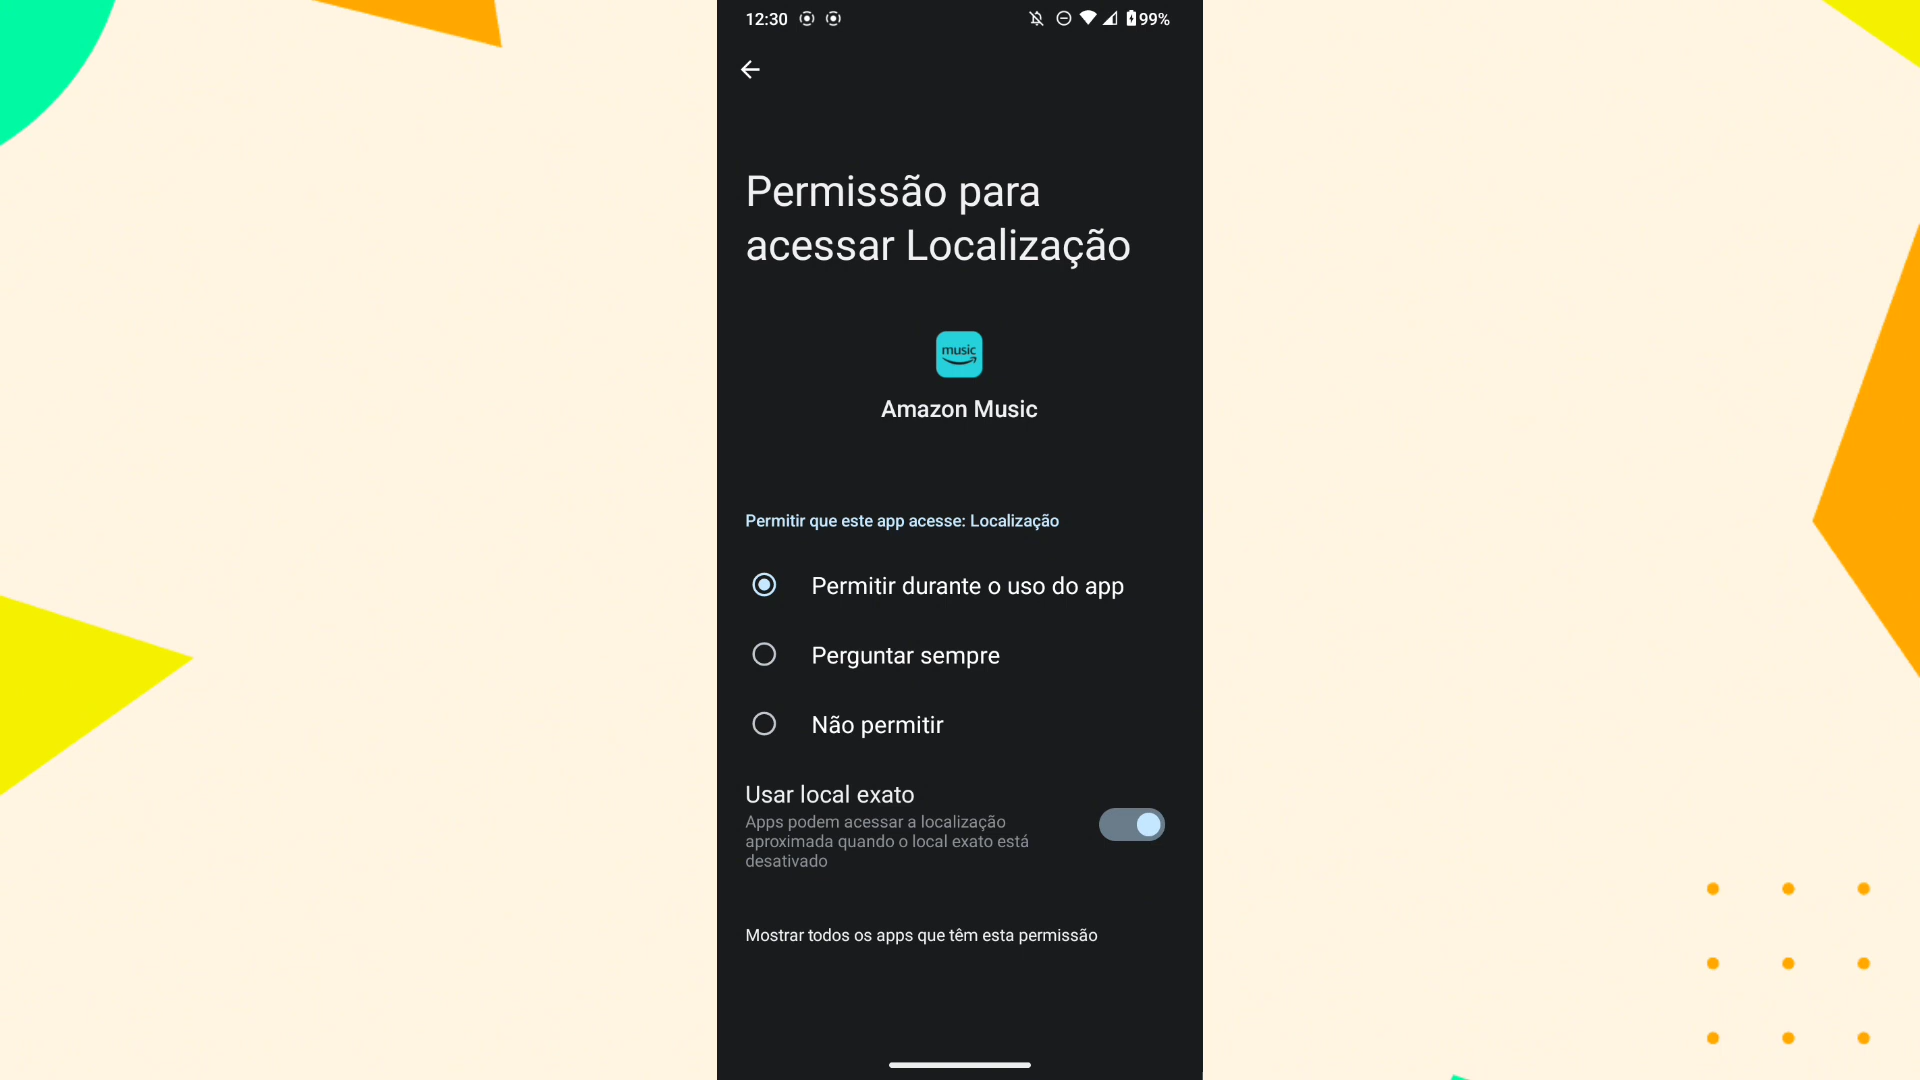 12:30 99%
Permissão para
acessar Localização
music
Amazon Music
Permitir que este app acesse: Localização
Permitir durante o uso do app
Perguntar sempre
Não permitir
Usar local exato
Apps podem acessar a localização
aproximada quando o local exato está
desativado
Mostrar todos os apps que têm esta permissão